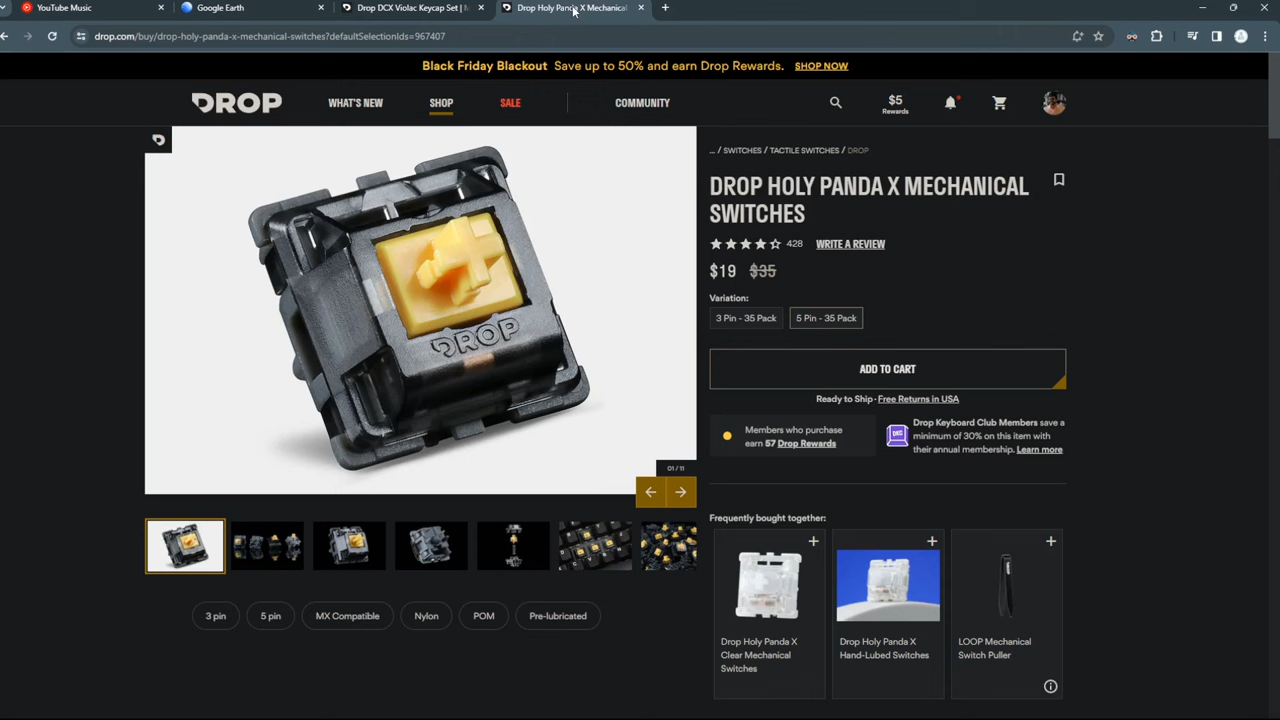 YouTube Music
Google Earth
Drop DCX Violac Keycap Set | M
Drop Holy Panda X Mechanical
drop.com/buy/drop-holy-panda-x-mechanical-switches?defaultSelectionIds=967407
Black Friday Blackout Save up to 50% and earn Drop Rewards. SHOP NOW
DROP
WHAT'S NEW
SHOP
SALE
COMMUNITY
$5
Rewards
... / SWITCHES / TACTILE SWITCHES / DROP
DROP HOLY PANDA X MECHANICAL
SWITCHES
428 WRITE A REVIEW
$19 $35
Variation:
3 Pin - 35 Pack
5 Pin - 35 Pack
DROP
ADD TO CART
Ready to Ship · Free Returns in USA
Members who purchase
earn 57 Drop Rewards
DKC
Drop Keyboard Club Members save a
minimum of 30% on this item with
their annual membership. Learn more
01 / 11
Frequently bought together:
3 pin
5 pin
MX Compatible
Nylon
POM
Pre-lubricated
Drop Holy Panda X
Clear Mechanical
Switches
Drop Holy Panda X
Hand-Lubed Switches
LOOP Mechanical
Switch Puller